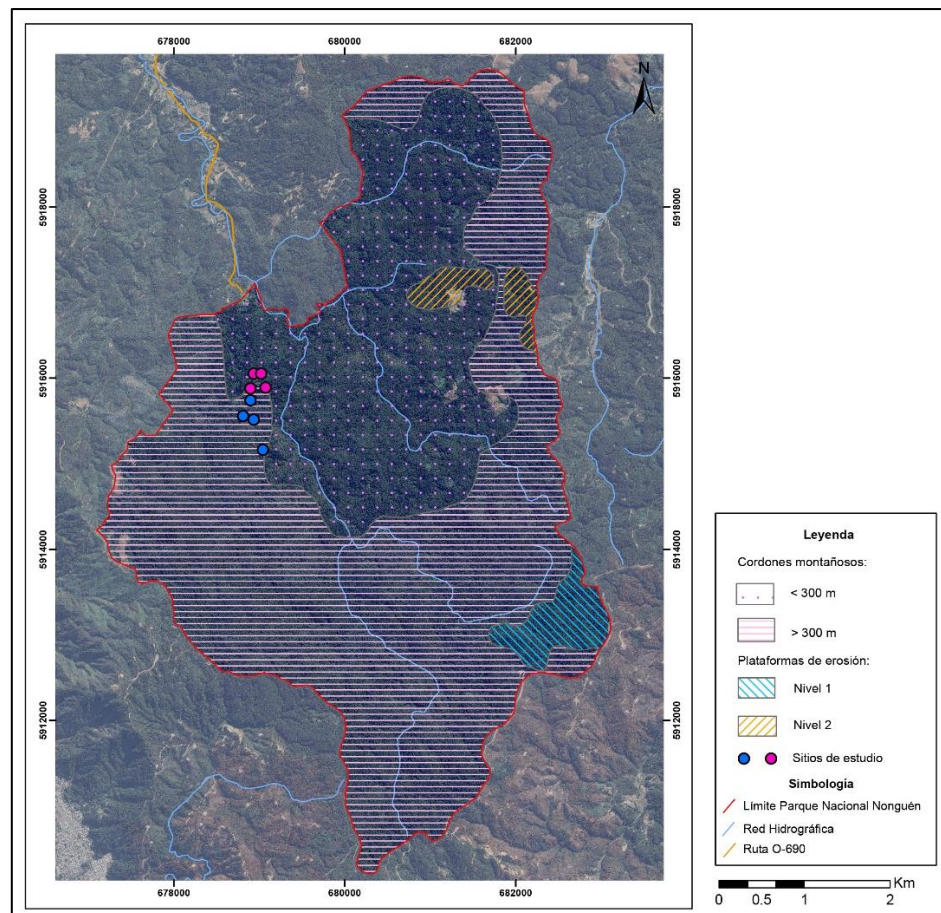 678000 680000 682000
N
5918000 5918000
5916000 5916000
5914000 5914000
5912000 5912000
678000 680000 682000
Leyenda
Cordones montañosos:
< 300 m
> 300 m
Plataformas de erosión:
Nivel 1
Nivel 2
Sitios de estudio
Simbología
Límite Parque Nacional Nonguén
Red Hidrográfica
Ruta O-690
Km
0 0.5 1 2